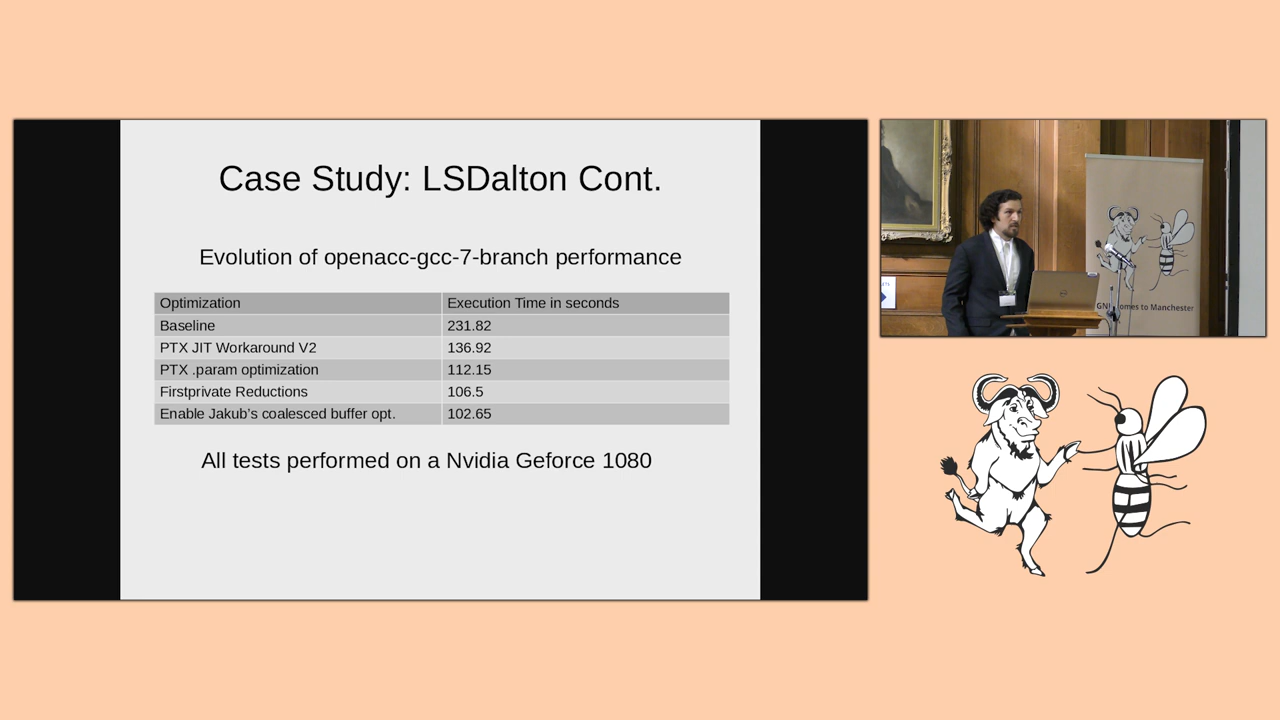 Case Study: LSDalton Cont.
Evolution of openacc-gcc-7-branch performance
Optimization Execution Time in seconds
Baseline 231.82
PTX JIT Workaround V2 136.92
PTX .param optimization 112.15
Firstprivate Reductions 106.5
Enable Jakub's coalesced buffer opt. 102.65
All tests performed on a Nvidia Geforce 1080
to Manchester